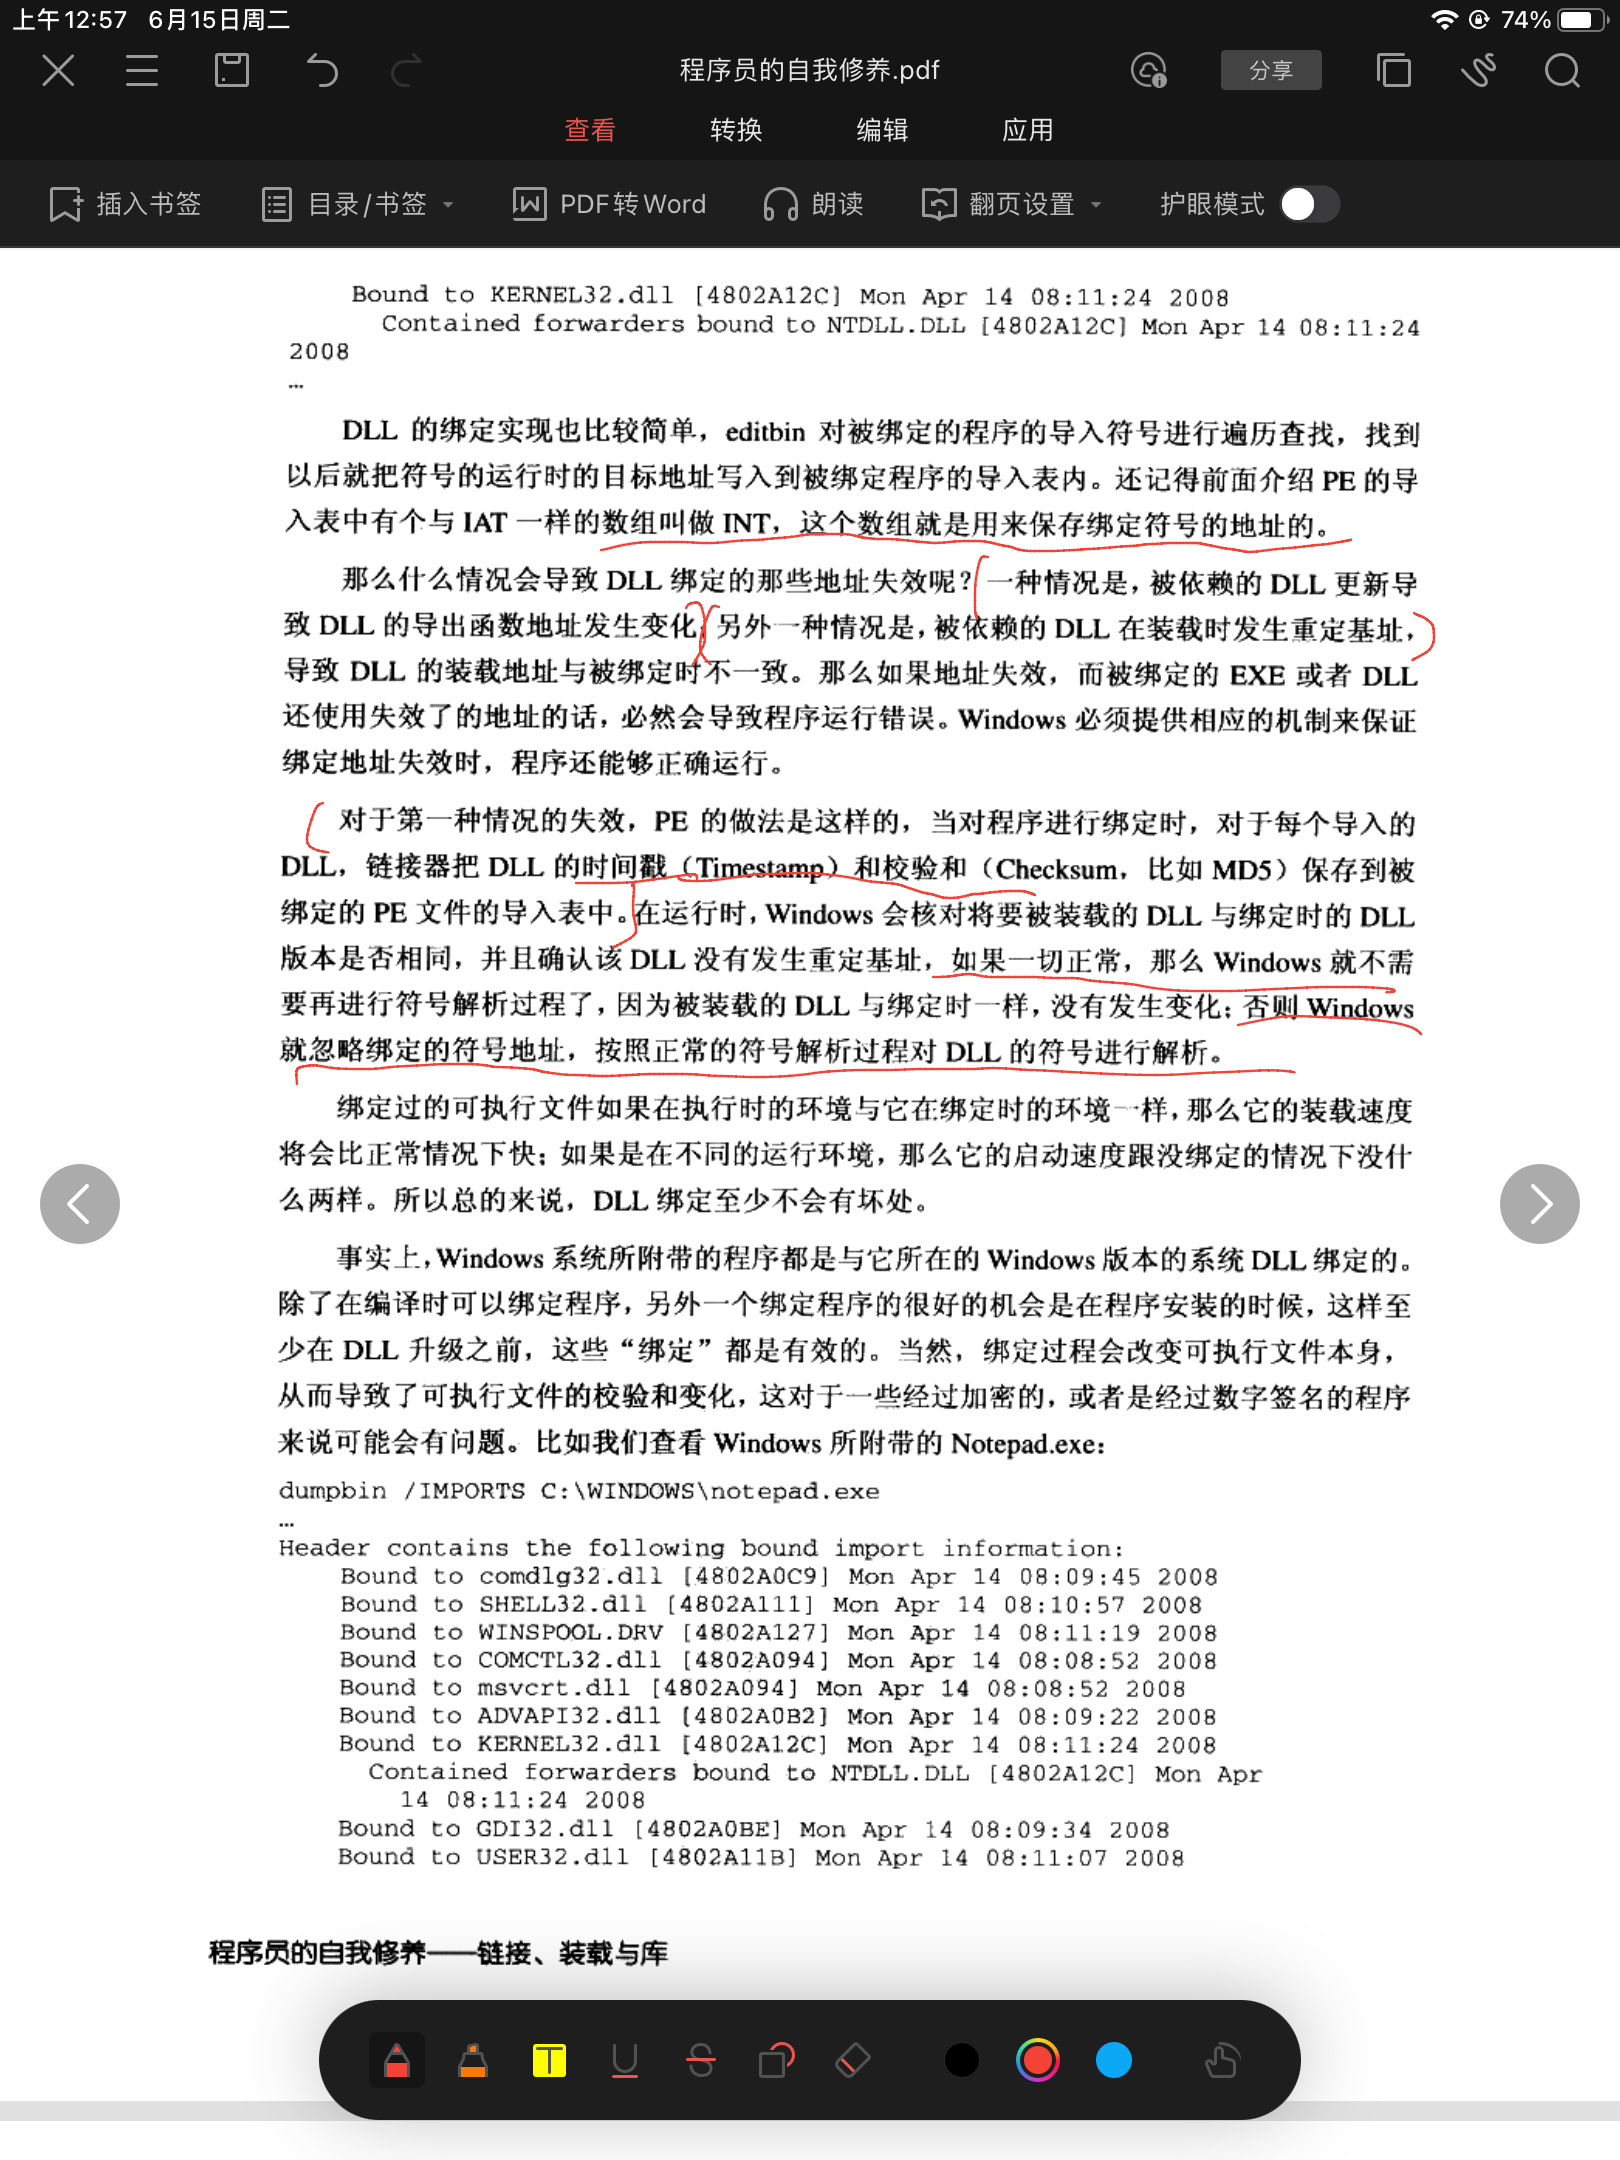 上午12:57 6月15日周二
74%
程序员的自我修养.pdf
分享
查看 转换 编辑 应用
插入书签 目录/书签 PDF转Word 朗读 翻页设置 护眼模式
Bound to KERNEL32.dll [4802A12C] Mon Apr 14 08:11:24 2008
Contained forwarders bound to NTDLL.DLL [4802A12C] Mon Apr 14 08:11:24
2008
…
DLL 的绑定实现也比较简单，editbin 对被绑定的程序的导入符号进行遍历查找，找到
以后就把符号的运行时的目标地址写入到被绑定程序的导入表内。还记得前面介绍 PE 的导
入表中有个与 IAT 一样的数组叫做 INT，这个数组就是用来保存绑定符号的地址的。
那么什么情况会导致 DLL 绑定的那些地址失效呢？一种情况是，被依赖的 DLL 更新导
致 DLL 的导出函数地址发生变化；另外一种情况是，被依赖的 DLL 在装载时发生重定基址，
导致 DLL 的装载地址与被绑定时不一致。那么如果地址失效，而被绑定的 EXE 或者 DLL
还使用失效了的地址的话，必然会导致程序运行错误。Windows 必须提供相应的机制来保证
绑定地址失效时，程序还能够正确运行。
对于第一种情况的失效，PE 的做法是这样的，当对程序进行绑定时，对于每个导入的
DLL，链接器把 DLL 的时间戳（Timestamp）和校验和（Checksum，比如 MD5）保存到被
绑定的 PE 文件的导入表中。在运行时，Windows 会核对将要被装载的 DLL 与绑定时的 DLL
版本是否相同，并且确认该 DLL 没有发生重定基址，如果一切正常，那么 Windows 就不需
要再进行符号解析过程了，因为被装载的 DLL 与绑定时一样，没有发生变化；否则 Windows
就忽略绑定的符号地址，按照正常的符号解析过程对 DLL 的符号进行解析。
绑定过的可执行文件如果在执行时的环境与它在绑定时的环境一样，那么它的装载速度
将会比正常情况下快；如果是在不同的运行环境，那么它的启动速度跟没绑定的情况下没什
么两样。所以总的来说，DLL 绑定至少不会有坏处。
事实上，Windows 系统所附带的程序都是与它所在的 Windows 版本的系统 DLL 绑定的。
除了在编译时可以绑定程序，另外一个绑定程序的很好的机会是在程序安装的时候，这样至
少在 DLL 升级之前，这些“绑定”都是有效的。当然，绑定过程会改变可执行文件本身，
从而导致了可执行文件的校验和变化，这对于一些经过加密的，或者是经过数字签名的程序
来说可能会有问题。比如我们查看 Windows 所附带的 Notepad.exe：
dumpbin /IMPORTS C:\WINDOWS\notepad.exe
…
Header contains the following bound import information:
Bound to comdlg32.dll [4802A0C9] Mon Apr 14 08:09:45 2008
Bound to SHELL32.dll [4802A111] Mon Apr 14 08:10:57 2008
Bound to WINSPOOL.DRV [4802A127] Mon Apr 14 08:11:19 2008
Bound to COMCTL32.dll [4802A094] Mon Apr 14 08:08:52 2008
Bound to msvcrt.dll [4802A094] Mon Apr 14 08:08:52 2008
Bound to ADVAPI32.dll [4802A0B2] Mon Apr 14 08:09:22 2008
Bound to KERNEL32.dll [4802A12C] Mon Apr 14 08:11:24 2008
Contained forwarders bound to NTDLL.DLL [4802A12C] Mon Apr
14 08:11:24 2008
Bound to GDI32.dll [4802A0BE] Mon Apr 14 08:09:34 2008
Bound to USER32.dll [4802A11B] Mon Apr 14 08:11:07 2008
程序员的自我修养——链接、装载与库